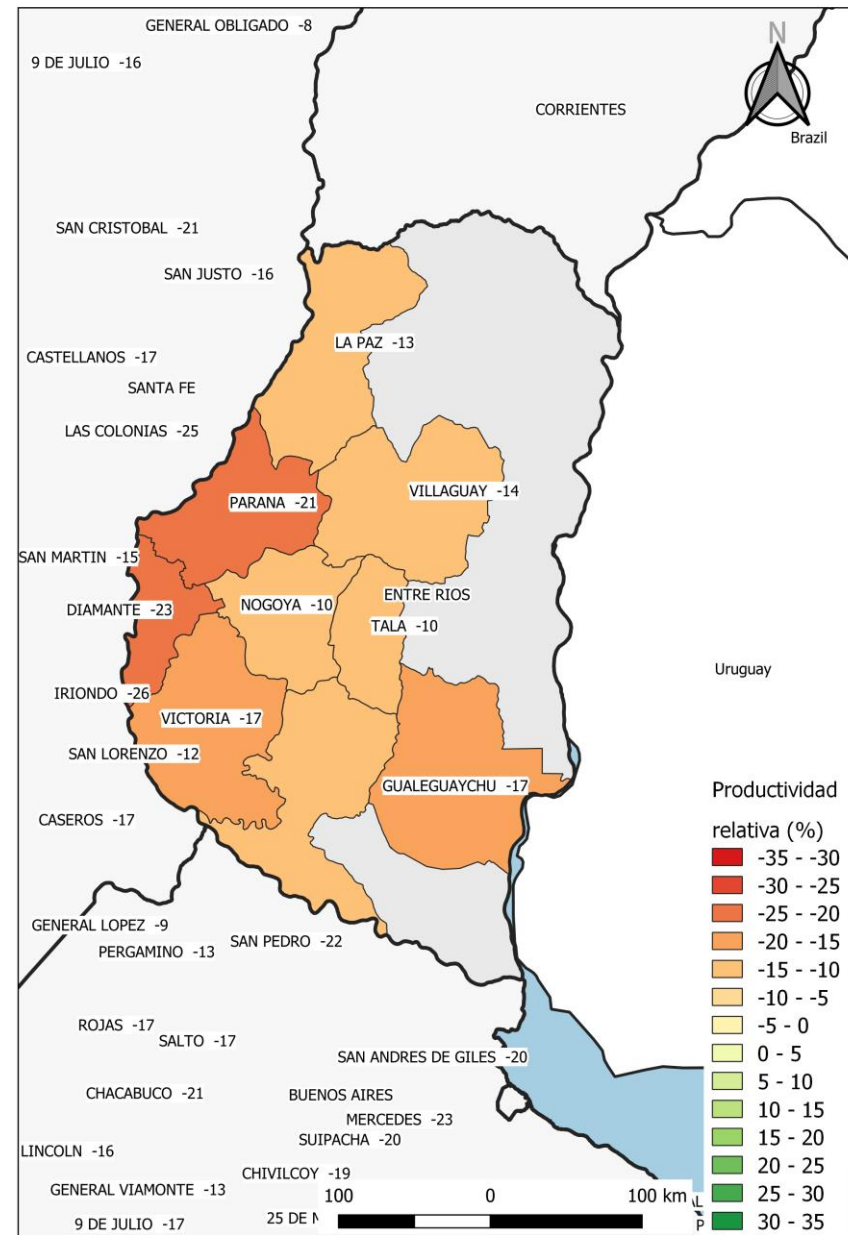 GENERAL OBLIGADO -8
N
9 DE JULIO -16
CORRIENTES
Brazil
SAN CRISTOBAL -21
SAN JUSTO -16
LA PAZ -13
CASTELLANOS -17
SANTA FE
LAS COLONIAS -25
VILLAGUAY -14
PARANA -21
SAN MARTIN -15
ENTRE RIOS
NOGOYA -10
DIAMANTE -23
TALA -10
Uruguay
IRIONDO -26
VICTORIA -17
SAN LORENZO -12
GUALEGUAYCHU -17
CASEROS -17
GENERAL LOPEZ -9
SAN PEDRO -22
PERGAMINO -13
ROJAS -17
SALTO -17
SAN ANDRES DE GILES -20
CHACABUCO -21
BUENOS AIRES
MERCEDES -23
SUIPACHA -20
LINCOLN -16
CHIVILCOY -19
GENERAL VIAMONTE -13
25 DE
9 DE JULIO -17
100 0 100 km
Productividad
relativa (%)
-35 - -30
-30 - -25
-25 - -20
-20 - -15
-15 - -10
-10 - -5
-5 - 0
0 - 5
5 - 10
10 - 15
15 - 20
20 - 25
25 - 30
30 - 35